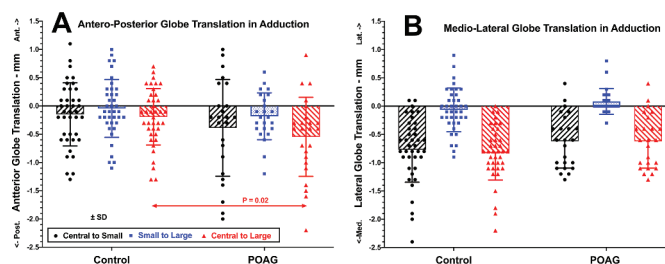 A
Antero-Posterior Globe Translation in Adduction
Ant. ->
Antterior Globe Translation - mm
<- Post.
1.5
1.0
0.5
0.0
-0.5
-1.0
-1.5
-2.0
-2.5
P = 0.02
± SD
Central to Small
Small to Large
Central to Large
Control
POAG
B
Medio-Lateral Globe Translation in Adduction
Lat. ->
Lateral Globe Translation - mm
<-Med.
1.5
1.0
0.5
0.0
-0.5
-1.0
-1.5
-2.0
-2.5
Control
POAG